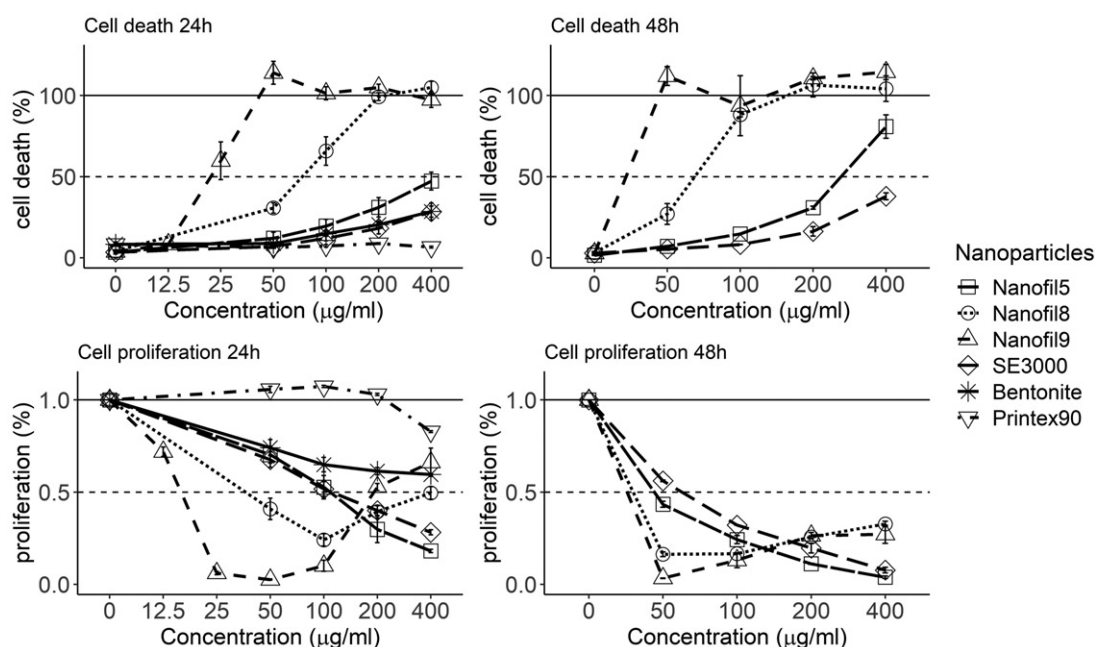 Cell death 24h
cell death (%)
100
50
0
0 12.5 25 50 100 200 400
Concentration (μg/ml)
Cell death 48h
cell death (%)
100
50
0
0 50 100 200 400
Concentration (μg/ml)
Cell proliferation 24h
proliferation (%)
1.0
0.5
0.0
0 12.5 25 50 100 200 400
Concentration (μg/ml)
Cell proliferation 48h
proliferation (%)
1.0
0.5
0.0
0 50 100 200 400
Concentration (μg/ml)
Nanoparticles
Nanofil5
Nanofil8
Nanofil9
SE3000
Bentonite
Printex90